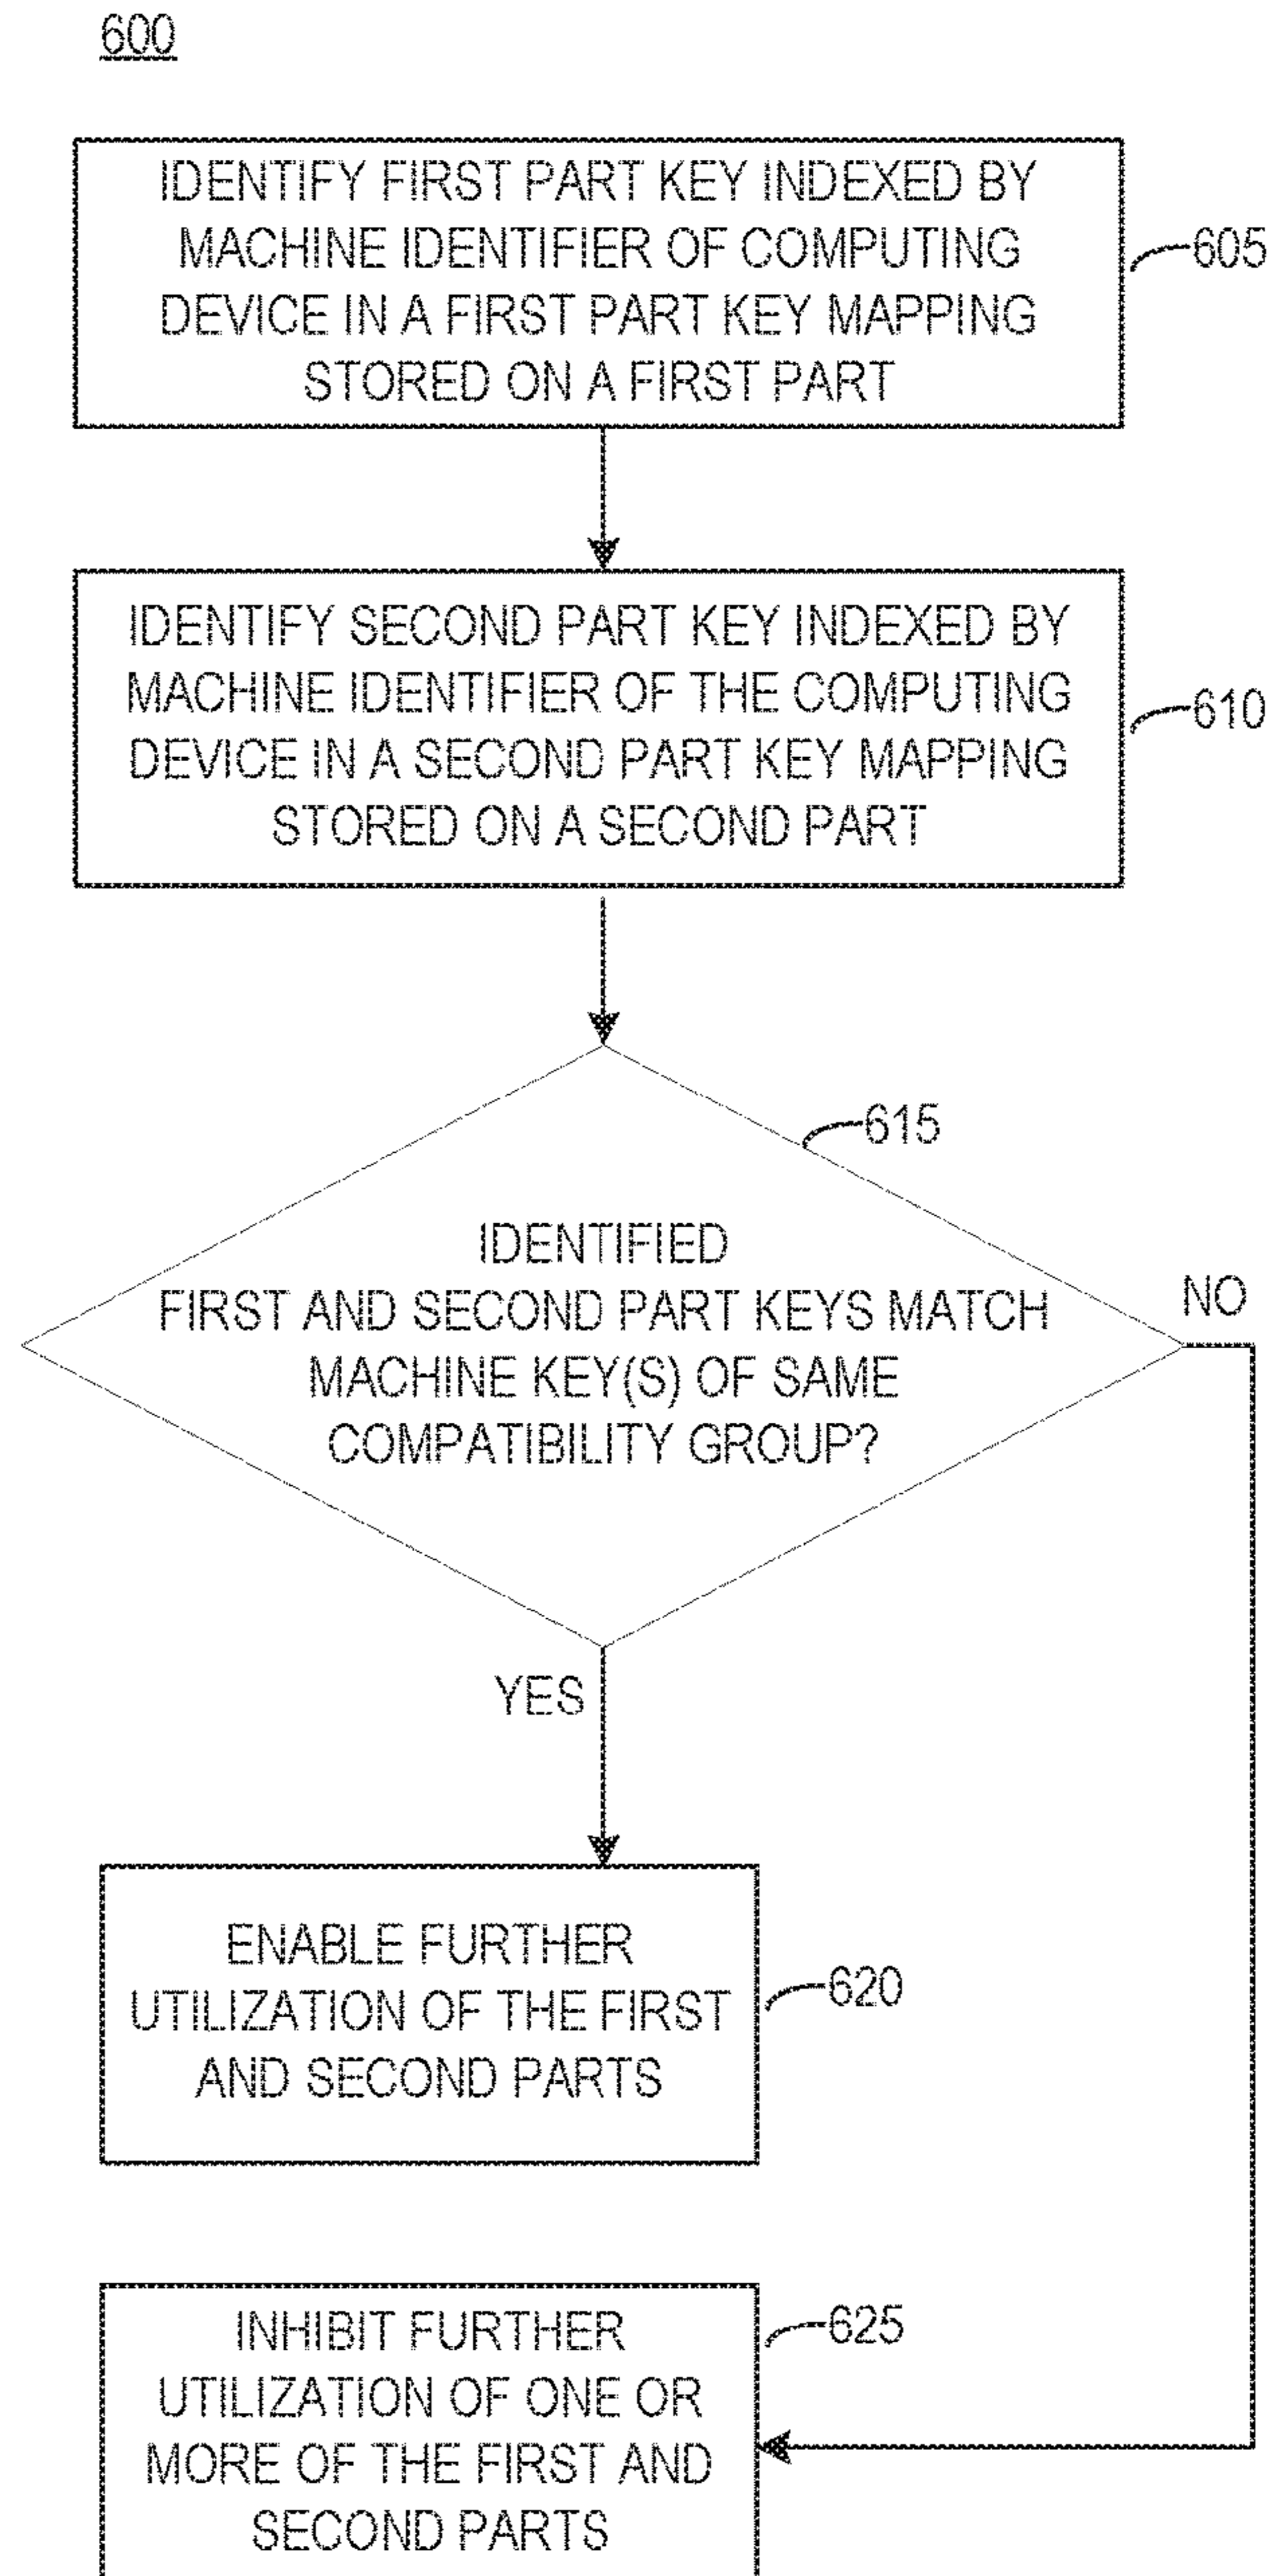 600
IDENTIFY FIRST PART KEY INDEXED BY
MACHINE IDENTIFIER OF COMPUTING
DEVICE IN A FIRST PART KEY MAPPING
STORED ON A FIRST PART
605
IDENTIFY SECOND PART KEY INDEXED BY
MACHINE IDENTIFIER OF THE COMPUTING
DEVICE IN A SECOND PART KEY MAPPING
STORED ON A SECOND PART
610
615
IDENTIFIED
FIRST AND SECOND PART KEYS MATCH
MACHINE KEY(S) OF SAME
COMPATIBILITY GROUP?
NO
YES
ENABLE FURTHER
UTILIZATION OF THE FIRST
AND SECOND PARTS
620
INHIBIT FURTHER
UTILIZATION OF ONE OR
MORE OF THE FIRST AND
SECOND PARTS
625